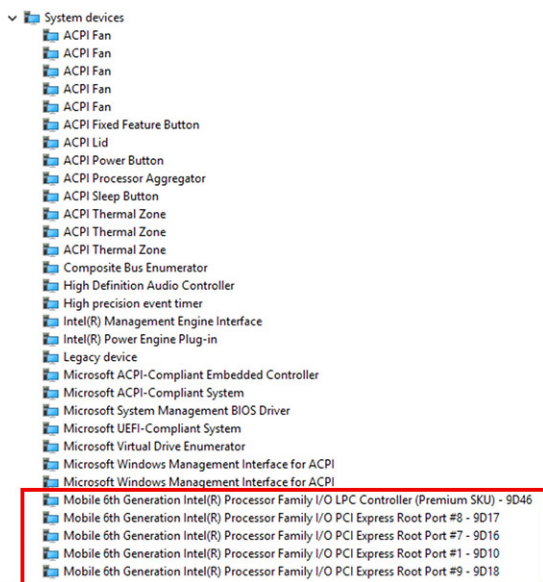 System devices
ACPI Fan
ACPI Fan
ACPI Fan
ACPI Fan
ACPI Fan
ACPI Fixed Feature Button
ACPI Lid
ACPI Power Button
ACPI Processor Aggregator
ACPI Sleep Button
ACPI Thermal Zone
ACPI Thermal Zone
ACPI Thermal Zone
Composite Bus Enumerator
High Definition Audio Controller
High precision event timer
Intel(R) Management Engine Interface
Intel(R) Power Engine Plug-in
Legacy device
Microsoft ACPI-Compliant Embedded Controller
Microsoft ACPI-Compliant System
Microsoft System Management BIOS Driver
Microsoft UEFI-Compliant System
Microsoft Virtual Drive Enumerator
Microsoft Windows Management Interface for ACPI
Microsoft Windows Management Interface for ACPI
Mobile 6th Generation Intel(R) Processor Family I/O LPC Controller (Premium SKU) - 9D46
Mobile 6th Generation Intel(R) Processor Family I/O PCI Express Root Port #8 - 9D17
Mobile 6th Generation Intel(R) Processor Family I/O PCI Express Root Port #7 - 9D16
Mobile 6th Generation Intel(R) Processor Family I/O PCI Express Root Port #1 - 9D10
Mobile 6th Generation Intel(R) Processor Family I/O PCI Express Root Port #9 - 9D18